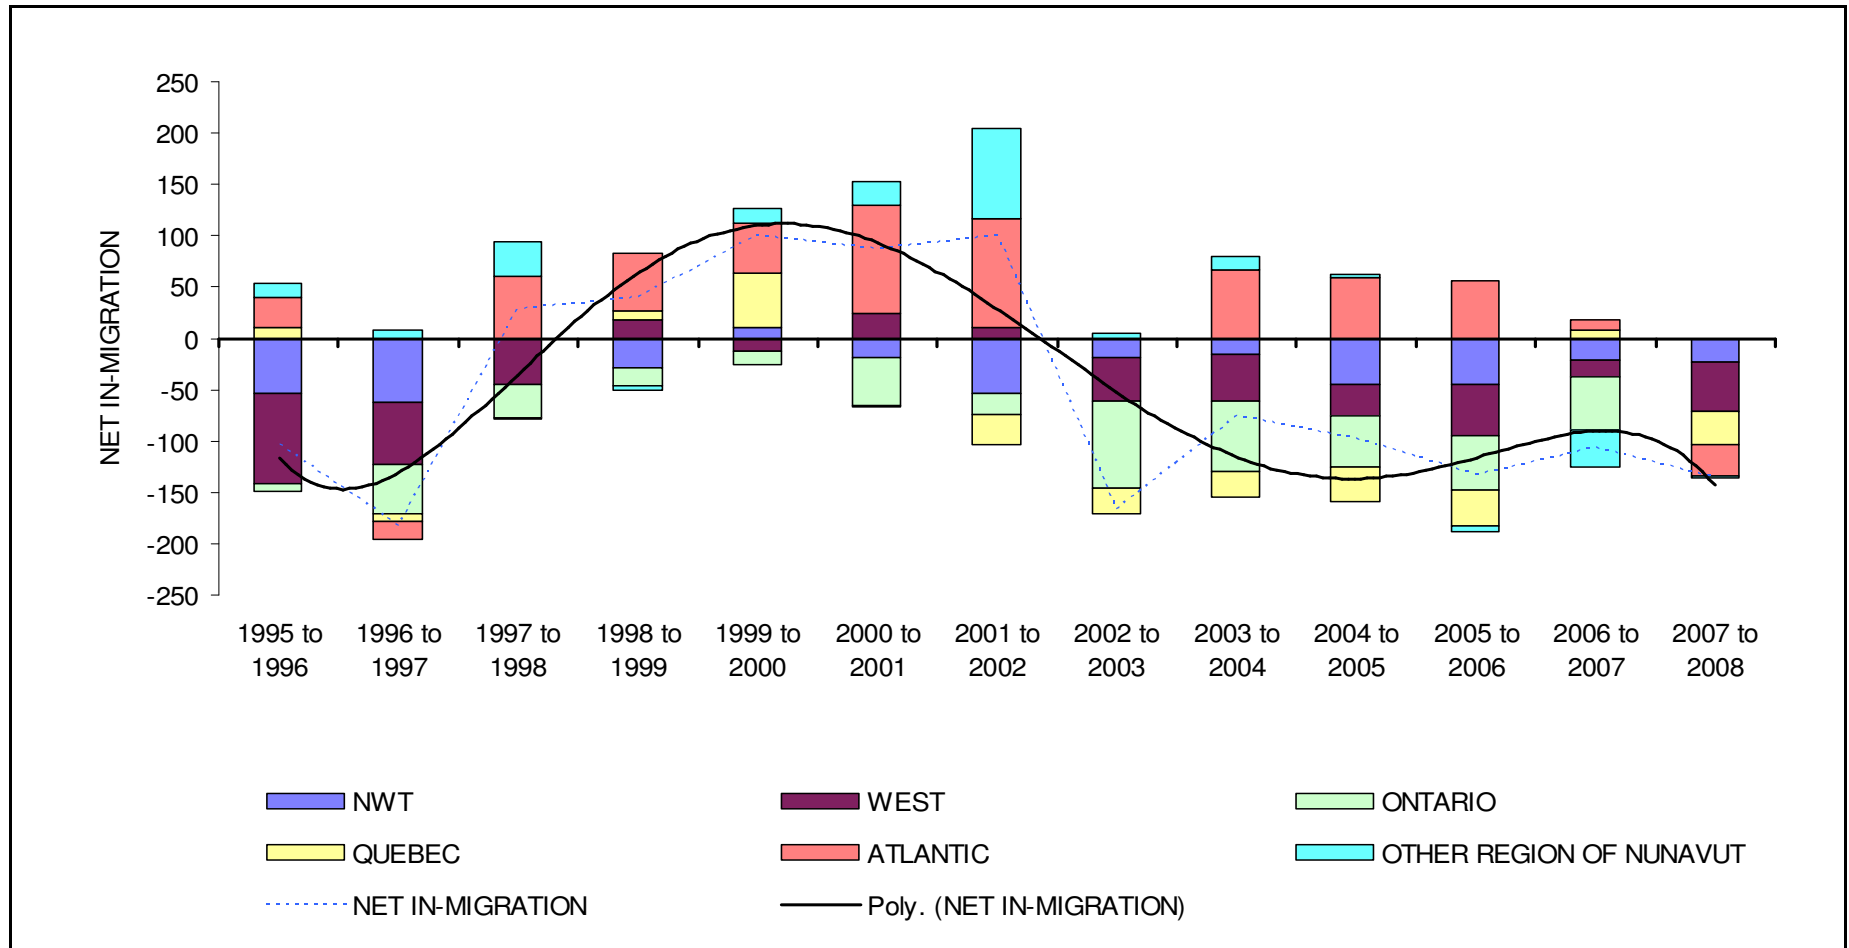 250
200
150
100
50
0
-50
-100
-150
-200
-250
NET IN-MIGRATION
1995 to 1996
1996 to 1997
1997 to 1998
1998 to 1999
1999 to 2000
2000 to 2001
2001 to 2002
2002 to 2003
2003 to 2004
2004 to 2005
2005 to 2006
2006 to 2007
2007 to 2008
NWT
WEST
ONTARIO
QUEBEC
ATLANTIC
OTHER REGION OF NUNAVUT
NET IN-MIGRATION
Poly. (NET IN-MIGRATION)